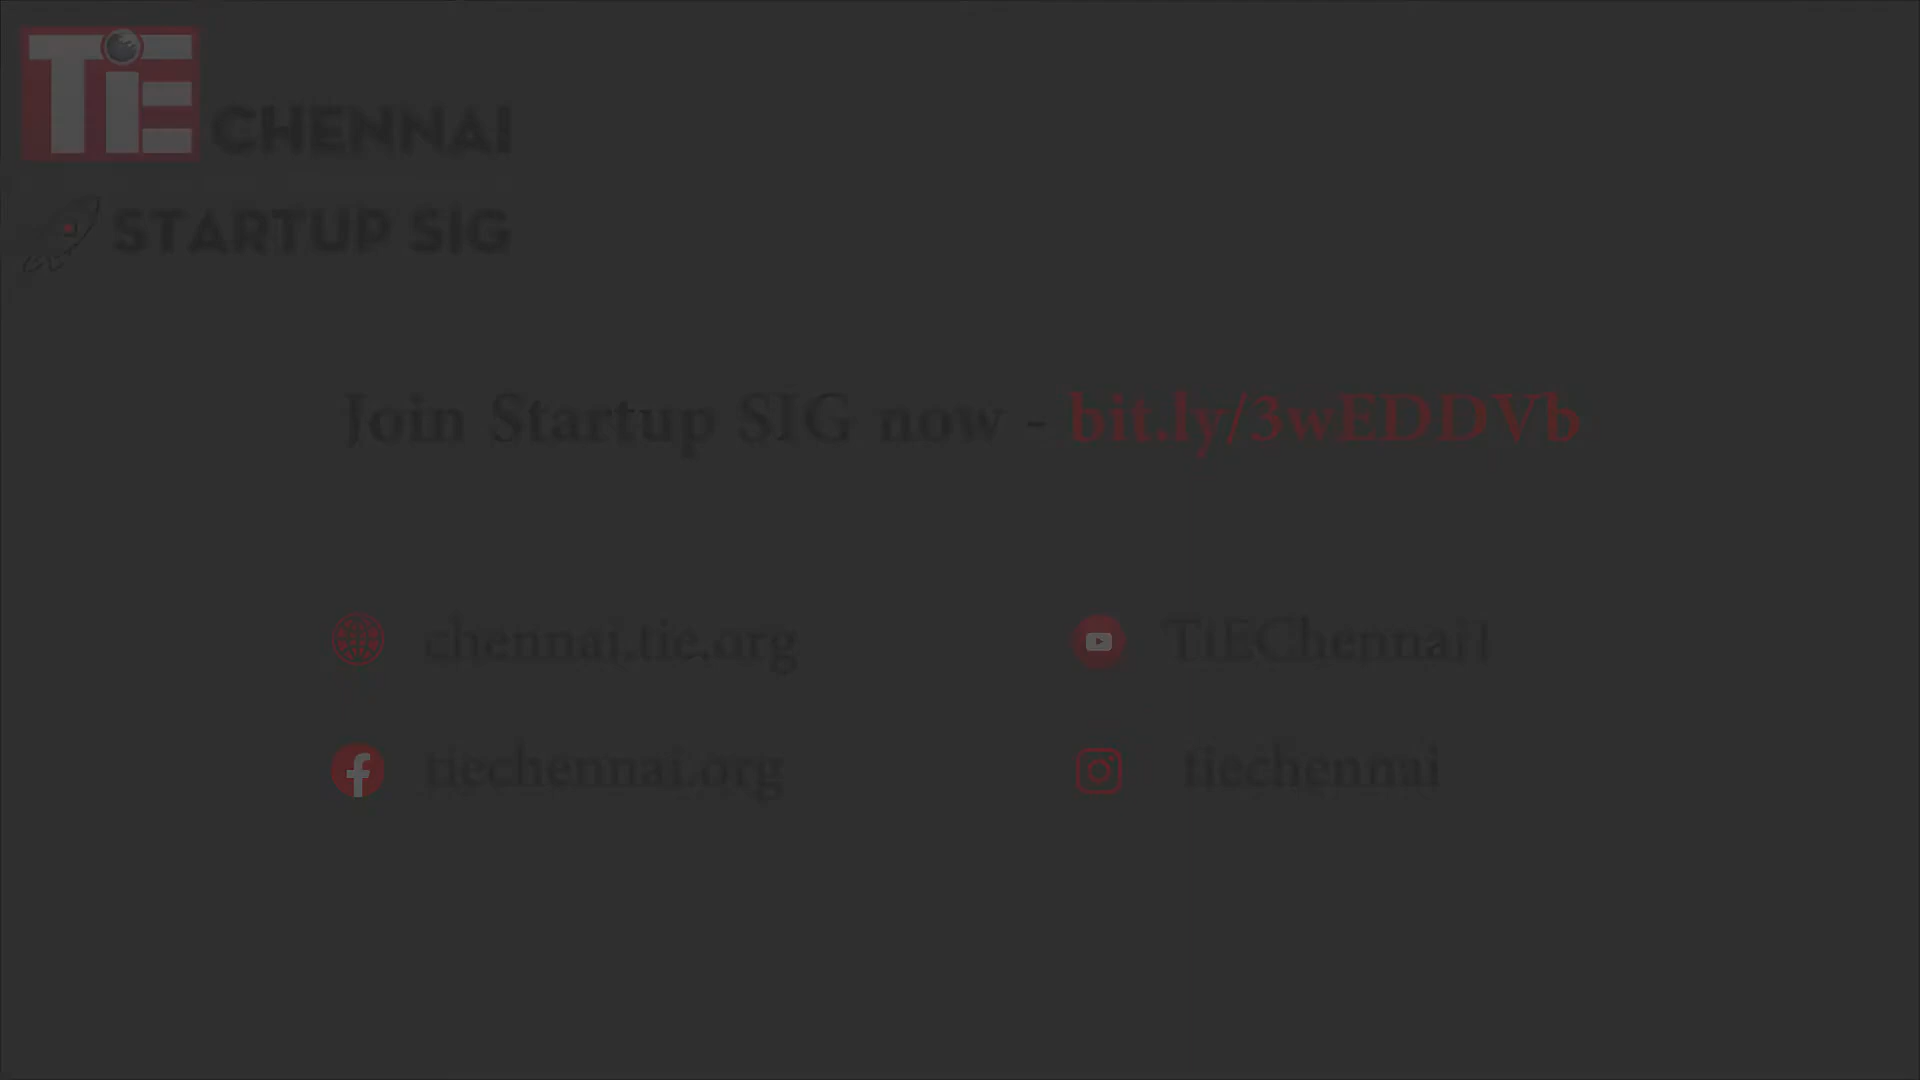 TiE CHENNAI
STARTUP SIG
Join Startup SIG now - bit.ly/3wEDDVb
chennai.tie.org
TiEChennai1
tiechennai.org
tiechennai